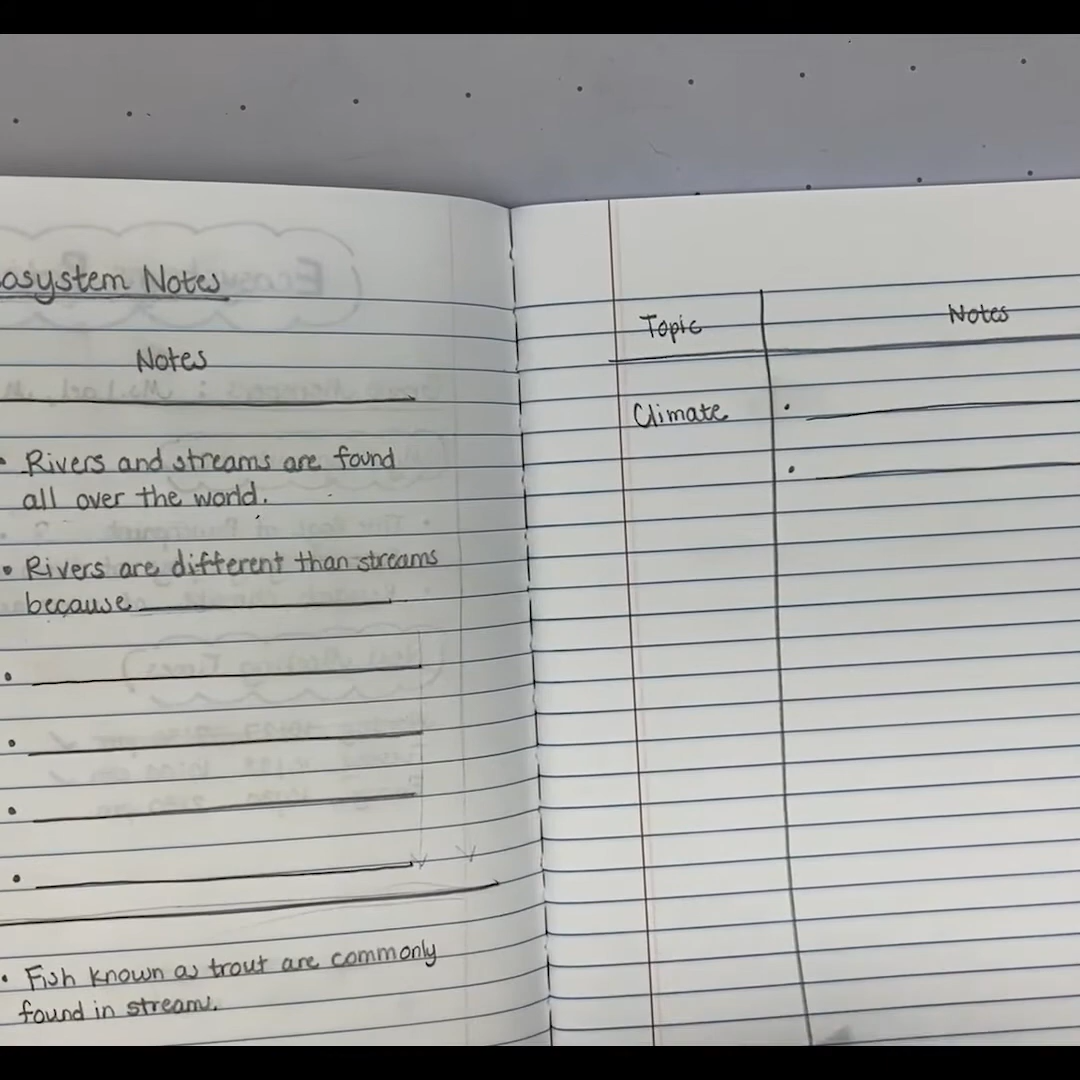 osystem Notes
Notes
• Rivers and streams are found
all over the world.
• Rivers are different than streams
because
• Fish known as trout are commonly
found in streams.
Topic
Notes
Climate